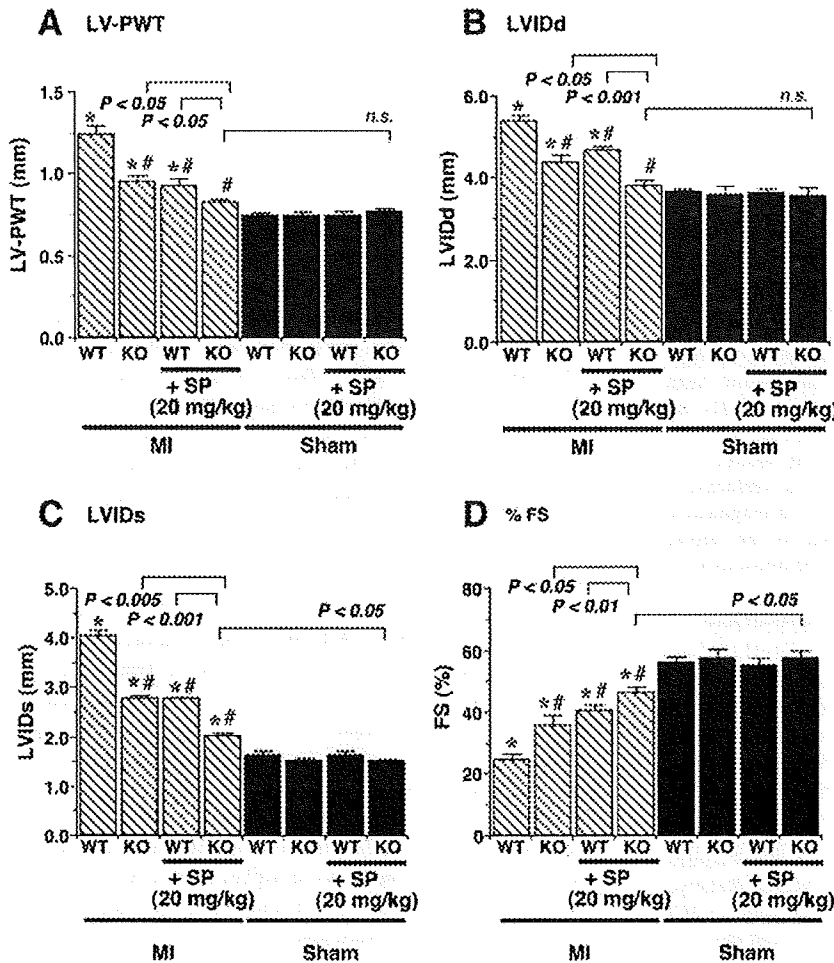 A LV-PWT
P < 0.05
P < 0.05
n.s.
* *# *# #
LV-PWT (mm)
1.5
1.0
0.5
0.0
WT KO WT KO WT KO WT KO
+ SP
(20 mg/kg)
+ SP
(20 mg/kg)
MI Sham
B LVIDd
P < 0.05
P < 0.001
n.s.
* *# *# #
LVIDd (mm)
6.0
4.0
2.0
0.0
WT KO WT KO WT KO WT KO
+ SP
(20 mg/kg)
+ SP
(20 mg/kg)
MI Sham
C LVIDs
P < 0.005
P < 0.001
P < 0.05
* *# *# *#
LVIDs (mm)
5.0
4.0
3.0
2.0
1.0
0.0
WT KO WT KO WT KO WT KO
+ SP
(20 mg/kg)
+ SP
(20 mg/kg)
MI Sham
D % FS
P < 0.05
P < 0.01
P < 0.05
* *# *# *#
FS (%)
80
60
40
20
0
WT KO WT KO WT KO WT KO
+ SP
(20 mg/kg)
+ SP
(20 mg/kg)
MI Sham